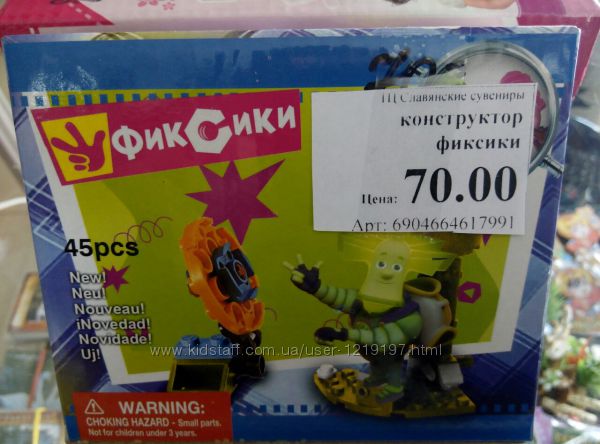 ТЦ Славянские сувениры
конструктор
фиксики
Цена: 70.00
Арт: 6904664617991
фиксики
45pcs
New!
Neu!
Nouveau!
¡Novedad!
Novidade!
Uj!
www.kidstaff.com.ua/user-1219197.html
WARNING:
CHOKING HAZARD - Small parts.
Not for children under 3 years.